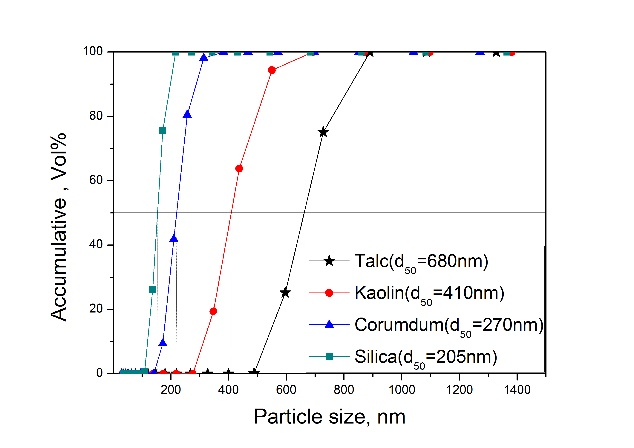 100
80
60
40
20
0
Accumulative , Vol%
Talc(d50=680nm)
Kaolin(d50=410nm)
Corumdum(d50=270nm)
Silica(d50=205nm)
200 400 600 800 1000 1200 1400
Particle size, nm